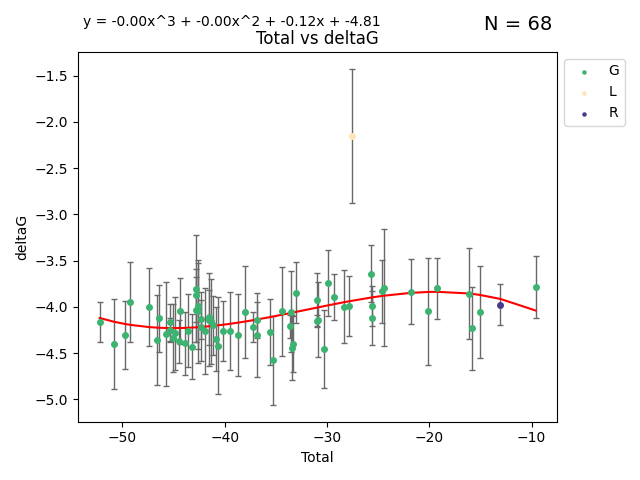 y = -0.00x^3 + -0.00x^2 + -0.12x + -4.81
N = 68
Total vs deltaG
G
L
R
−1.5
−2.0
−2.5
−3.0
−3.5
−4.0
−4.5
−5.0
deltaG
−50
−40
−30
−20
−10
Total